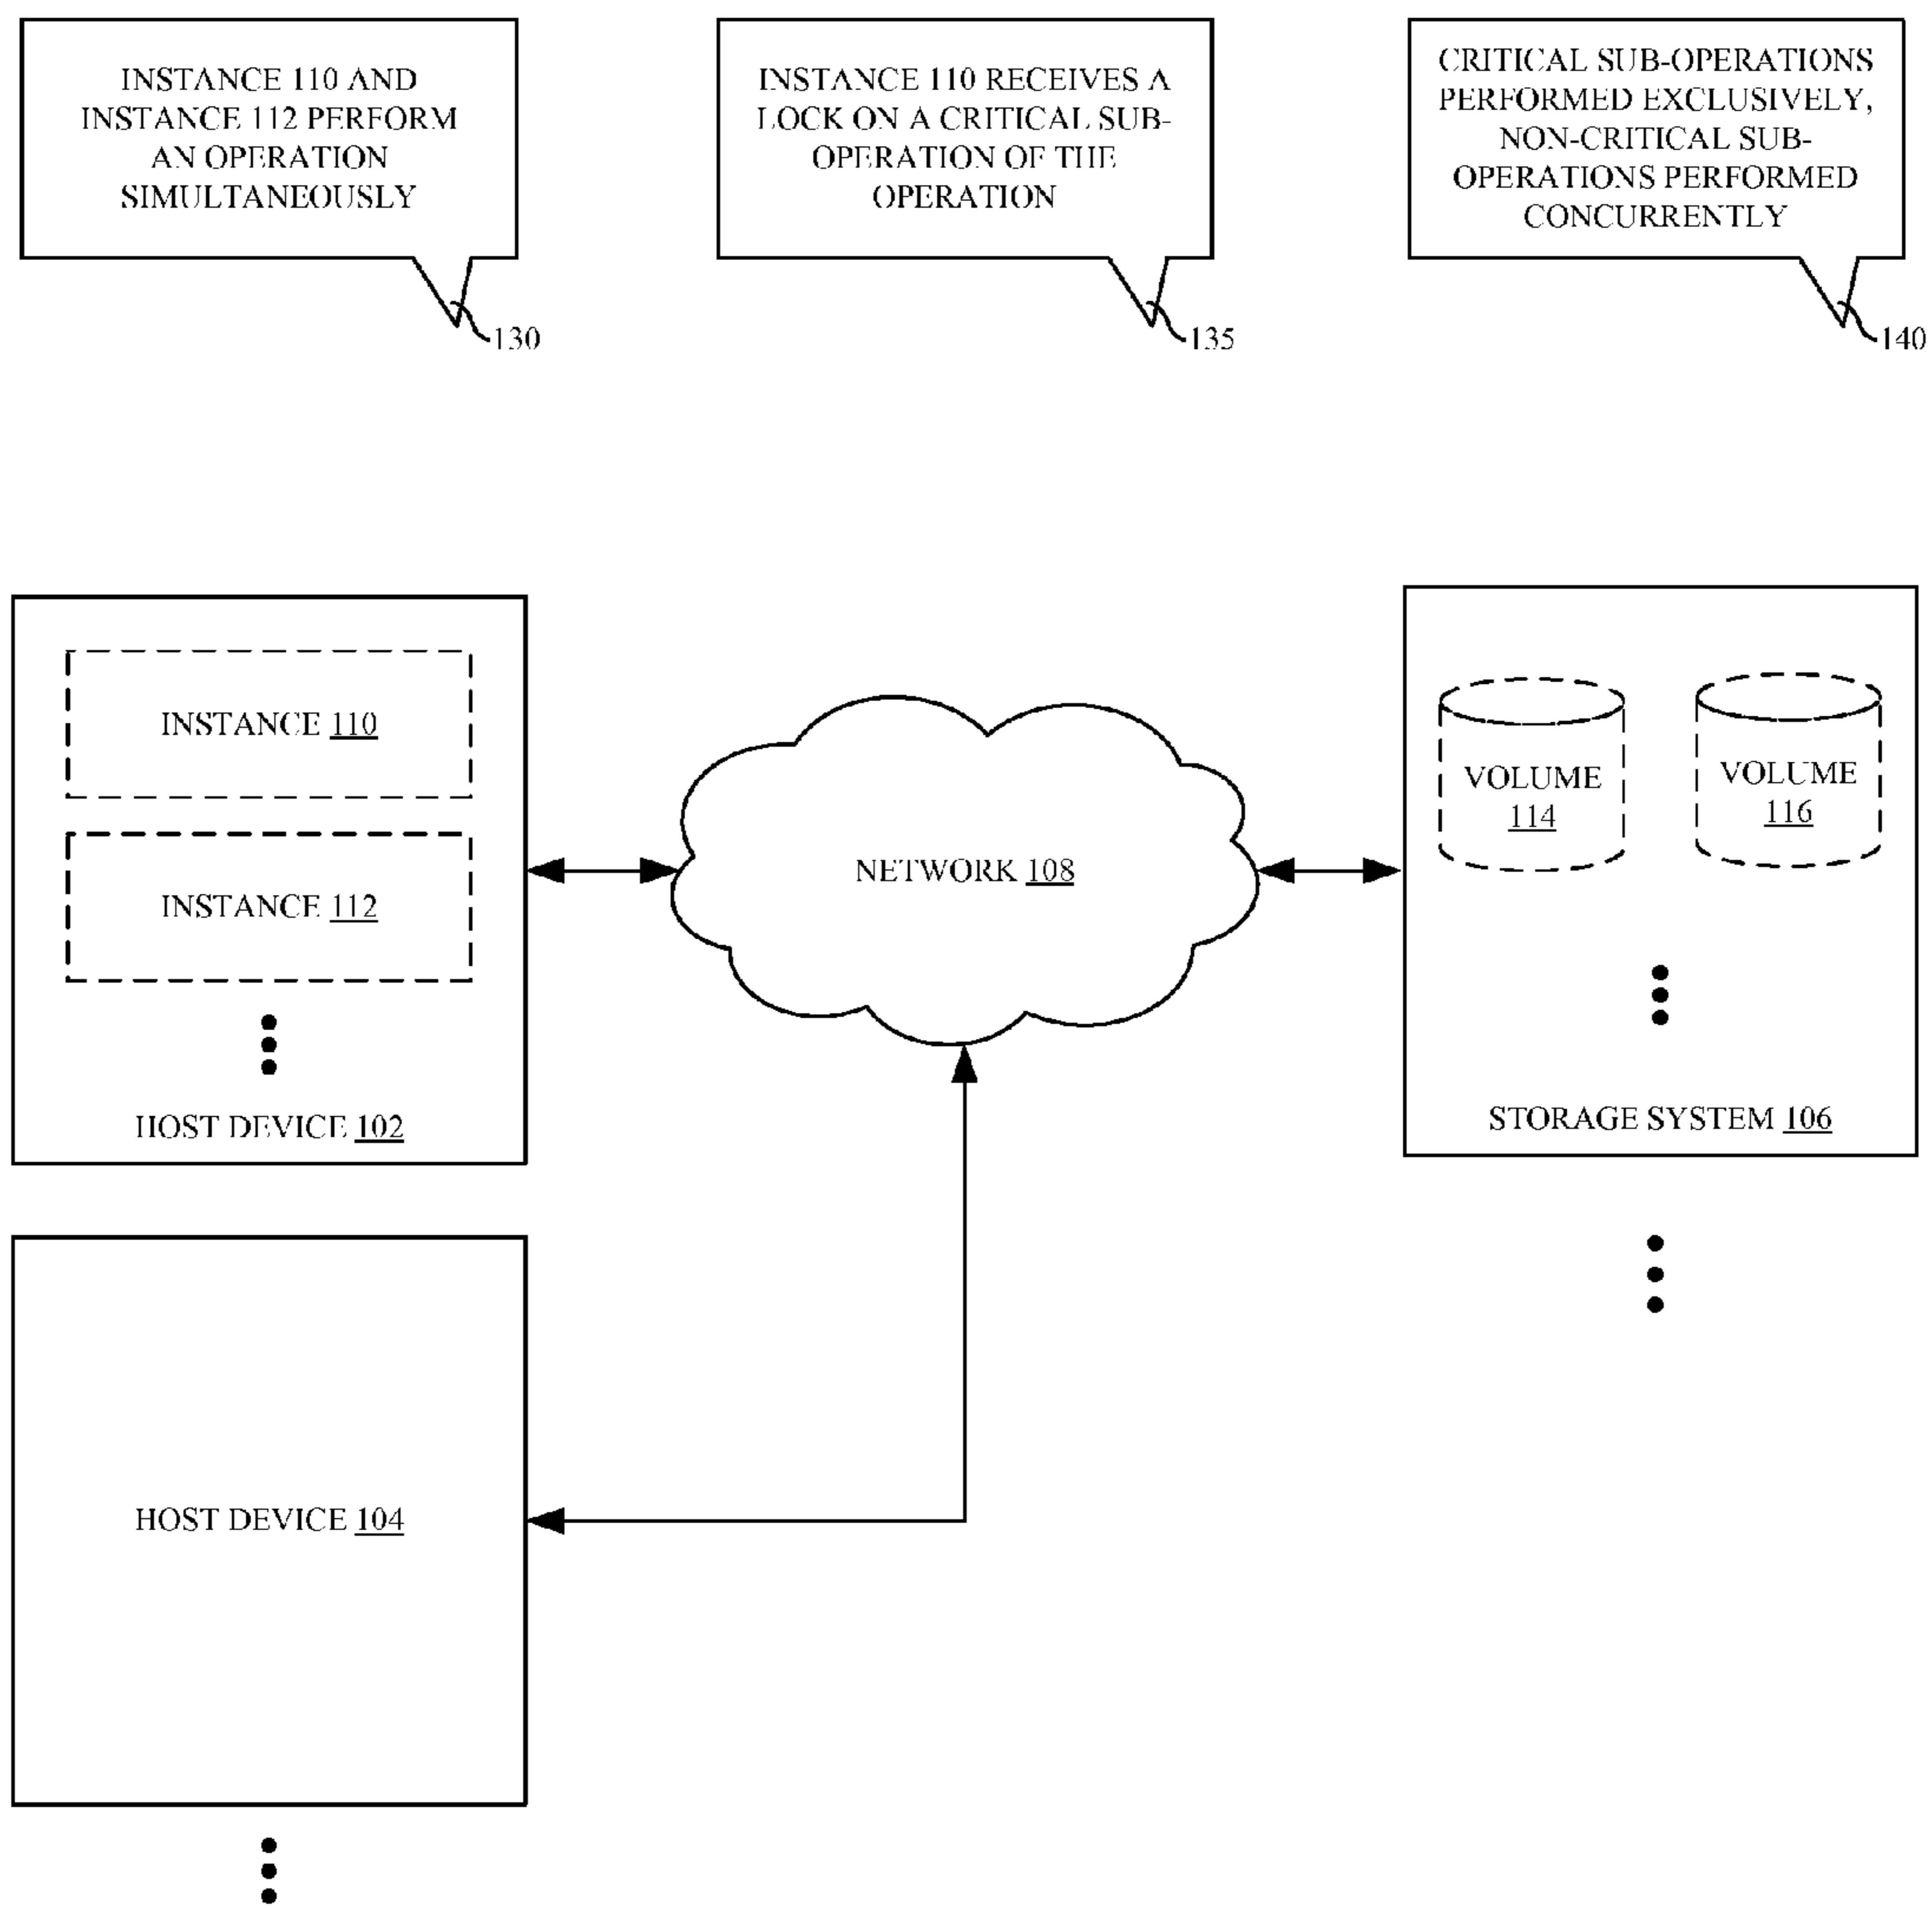 INSTANCE 110 AND
INSTANCE 112 PERFORM
AN OPERATION
SIMULTANEOUSLY
130
INSTANCE 110 RECEIVES A
LOCK ON A CRITICAL SUB-
OPERATION OF THE
OPERATION
135
CRITICAL SUB-OPERATIONS
PERFORMED EXCLUSIVELY,
NON-CRITICAL SUB-
OPERATIONS PERFORMED
CONCURRENTLY
140
INSTANCE 110
INSTANCE 112
HOST DEVICE 102
NETWORK 108
VOLUME
114
VOLUME
116
STORAGE SYSTEM 106
HOST DEVICE 104